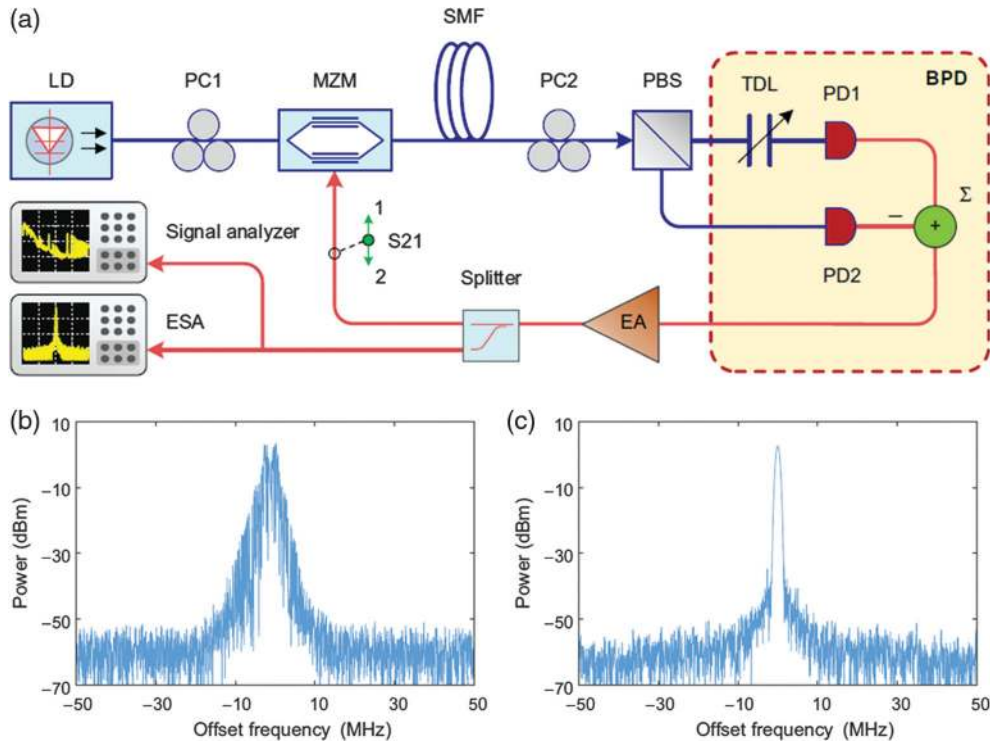 (a)
SMF
LD
PC1
MZM
PC2
PBS
TDL
PD1
BPD
Signal analyzer
1
S21
2
Σ
–
+
PD2
Splitter
ESA
EA
(b)
10
–10
–30
–50
–70
Power (dBm)
–50 –30 –10 10 30 50
Offset frequency (MHz)
(c)
10
–10
–30
–50
–70
Power (dBm)
–50 –30 –10 10 30 50
Offset frequency (MHz)